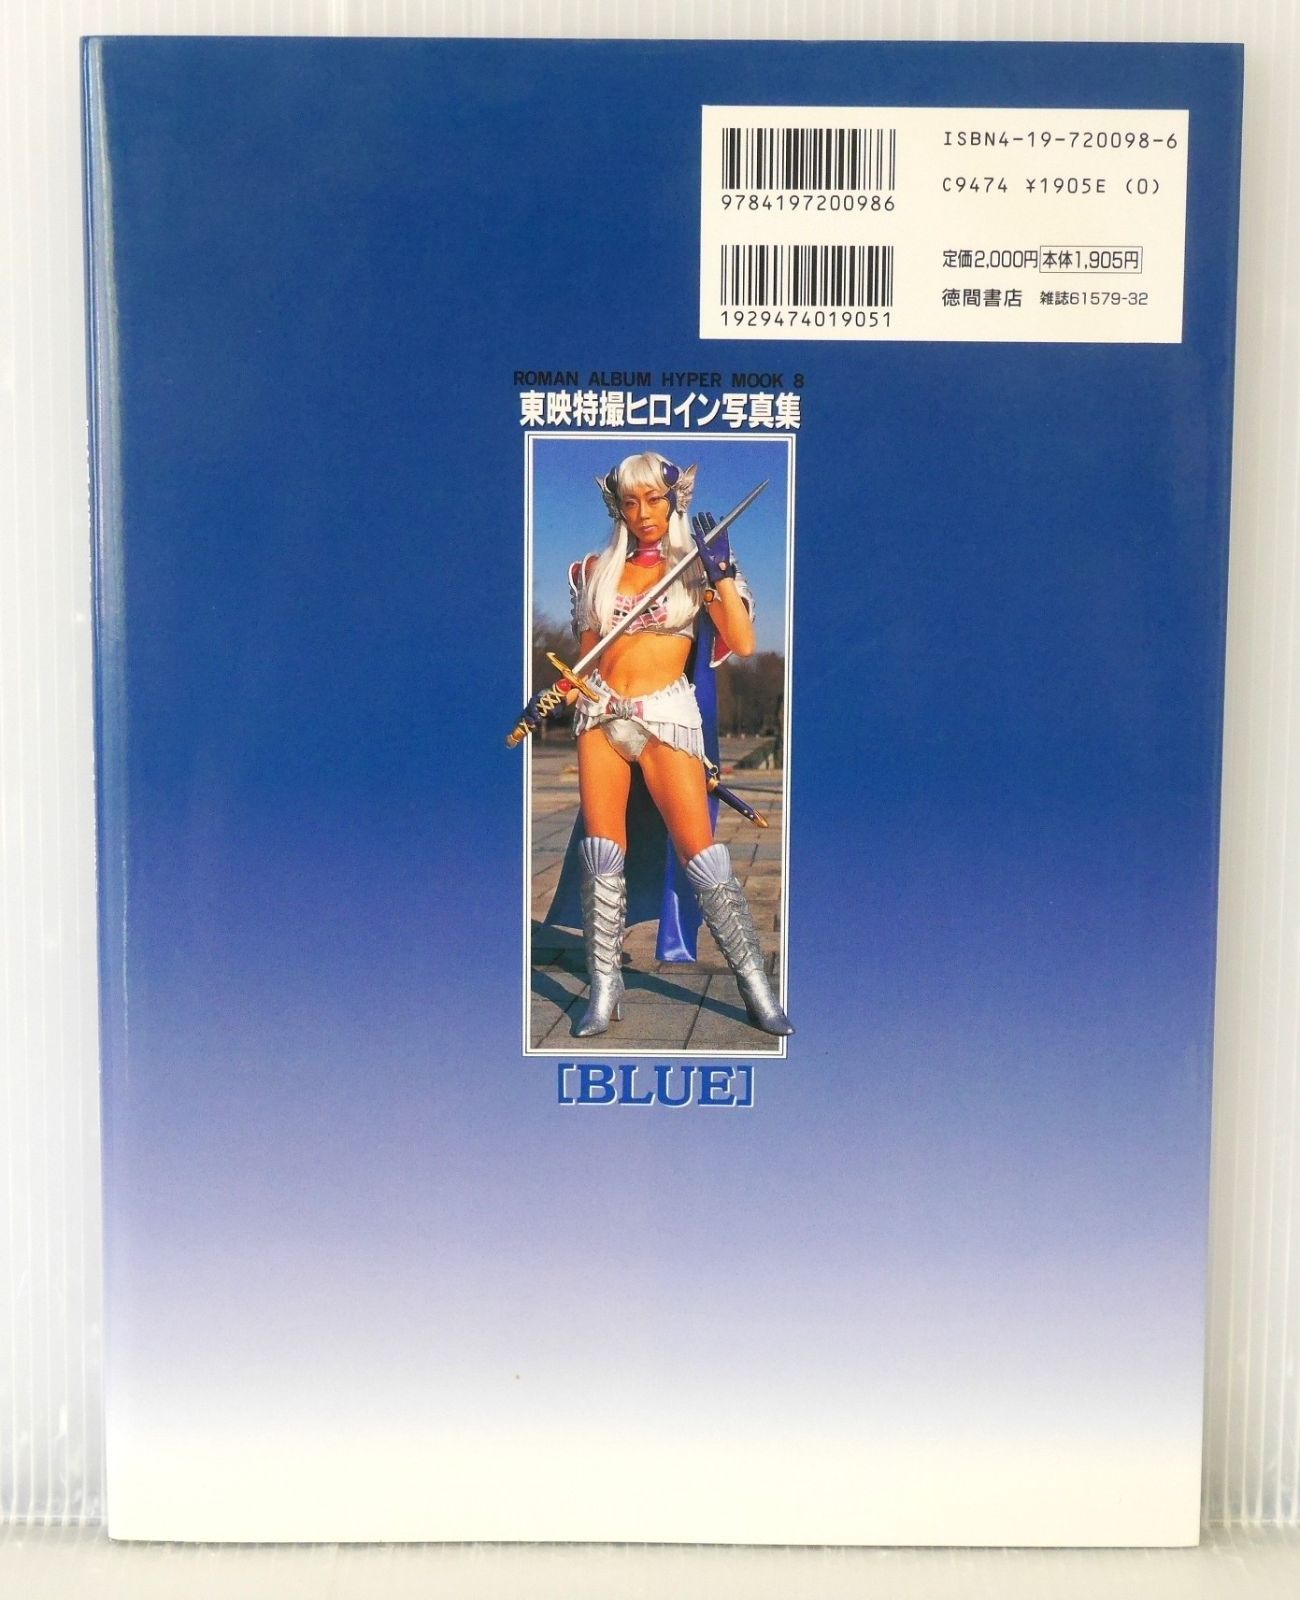 ISBN4-19-720098-6
C9474 ¥1905E (0)
9784197200986
定価2,000円 本体1,905円
徳間書店 雑誌61579-32
1929474019051
ROMAN ALBUM HYPER MOOK 8
東映特撮ヒロイン写真集
[BLUE]